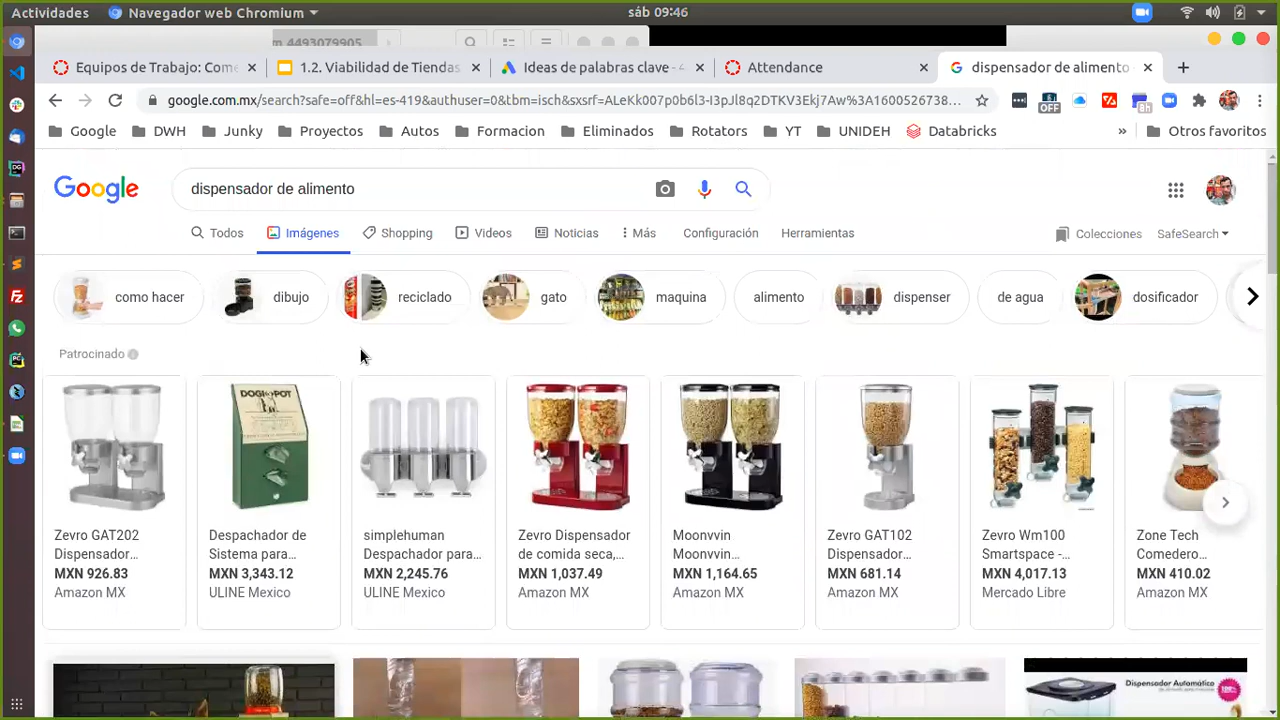 Actividades Navegador web Chromium sáb 09:46
4493079905
Equipos de Trabajo: Com
1.2. Viabilidad de Tiendas
Ideas de palabras clave - 4
Attendance
dispensador de alimento
google.com.mx/search?safe=off&hl=es-419&authuser=0&tbm=isch&sxsrf=ALeKk007p0b6l3-I3pJl8q2DTKV3Ekj7Aw%3A1600526738...
OFF
8h
Google DWH Junky Proyectos Autos Formacion Eliminados Rotators YT UNIDEH Databricks » Otros favoritos
Google
dispensador de alimento
Todos Imágenes Shopping Videos Noticias Más Configuración Herramientas Colecciones SafeSearch
como hacer dibujo reciclado gato maquina alimento dispenser de agua dosificador
Patrocinado
DOGIPOT
Zevro GAT202
Dispensador...
MXN 926.83
Amazon MX
Despachador de
Sistema para...
MXN 3,343.12
ULINE Mexico
simplehuman
Despachador para...
MXN 2,245.76
ULINE Mexico
Zevro Dispensador
de comida seca,...
MXN 1,037.49
Amazon MX
Moonvvin
Moonvvin...
MXN 1,164.65
Amazon MX
Zevro GAT102
Dispensador...
MXN 681.14
Amazon MX
Zevro Wm100
Smartspace -...
MXN 4,017.13
Mercado Libre
Zone Tech
Comedero...
MXN 410.02
Amazon MX
Dispensador Automático